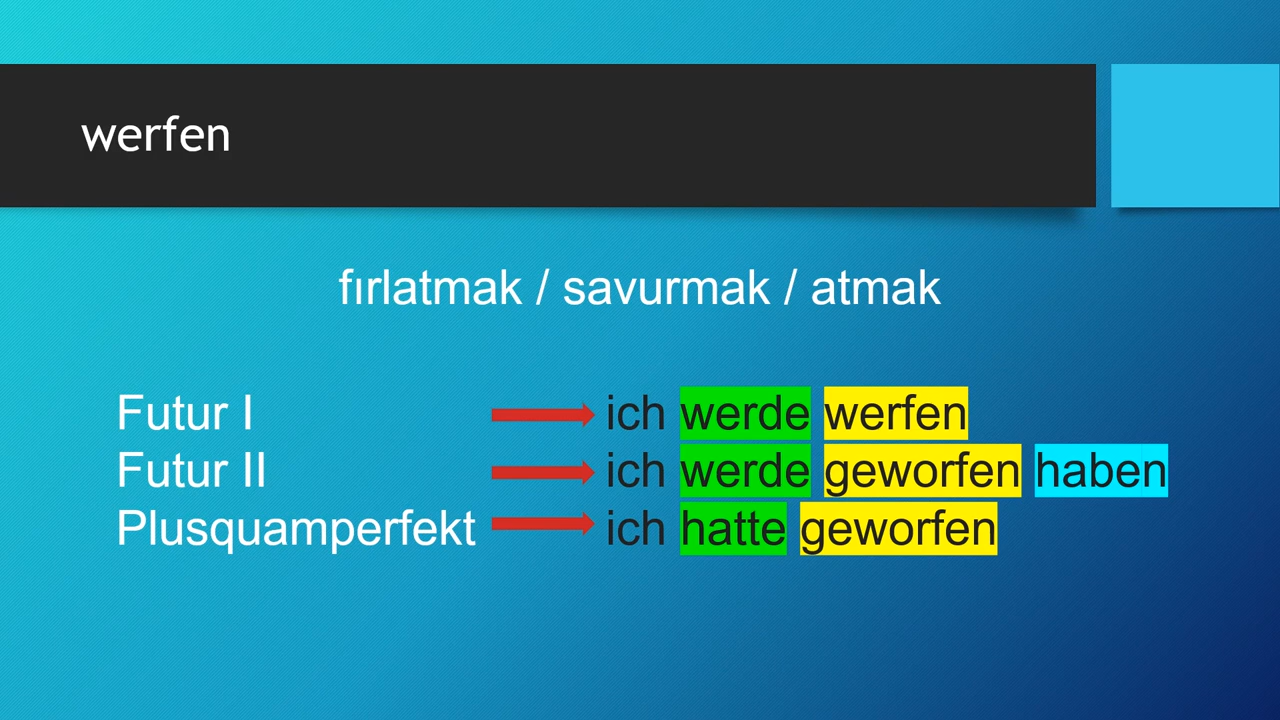 werfen
fırlatmak / savurmak / atmak
Futur I ich werde werfen
Futur II ich werde geworfen haben
Plusquamperfekt ich hatte geworfen